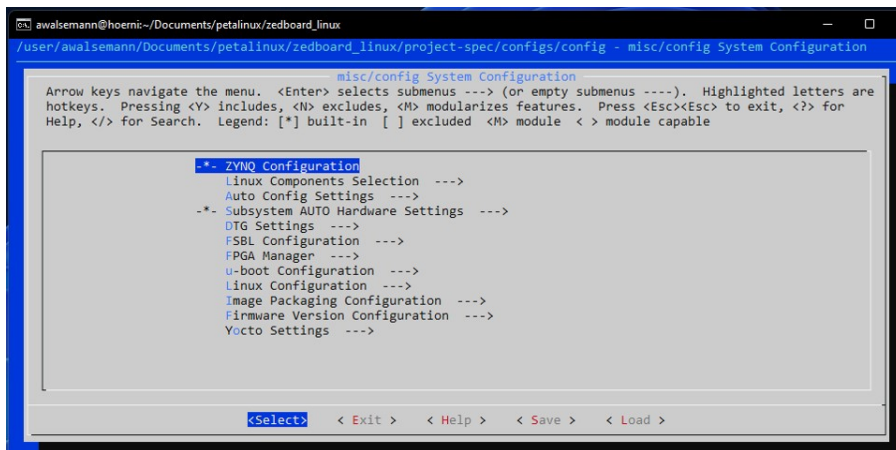 awalsemann@hoerni:~/Documents/petalinux/zedboard_linux
/user/awalsemann/Documents/petalinux/zedboard_linux/project-spec/configs/config - misc/config System Configuration
misc/config System Configuration
Arrow keys navigate the menu.  <Enter> selects submenus ---> (or empty submenus ----).  Highlighted letters are
hotkeys.  Pressing <Y> includes, <N> excludes, <M> modularizes features.  Press <Esc><Esc> to exit, <?> for
Help, </> for Search.  Legend: [*] built-in  [ ] excluded  <M> module  < > module capable
-*- ZYNQ Configuration
Linux Components Selection  --->
Auto Config Settings  --->
-*- Subsystem AUTO Hardware Settings  --->
DTG Settings  --->
FSBL Configuration  --->
FPGA Manager  --->
u-boot Configuration  --->
Linux Configuration  --->
Image Packaging Configuration  --->
Firmware Version Configuration  --->
Yocto Settings  --->
<Select>    < Exit >    < Help >    < Save >    < Load >